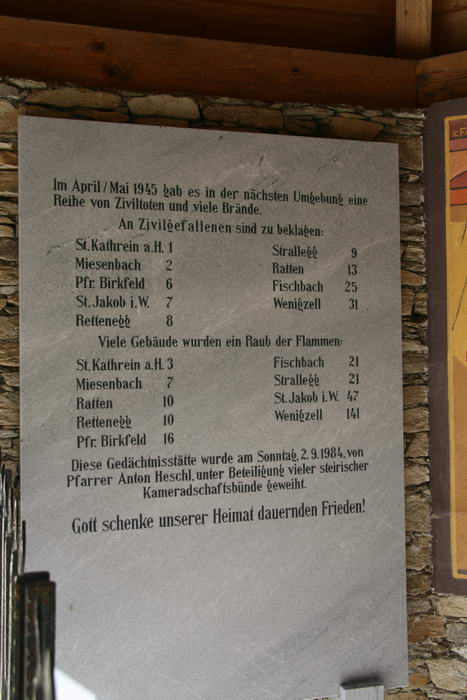 Im April/Mai 1945 gab es in der nächsten Umgebung eine
Reihe von Ziviltoten und viele Brände.
An Zivilgefallenen sind zu beklagen:
St. Kathrein a.H. 1
Miesenbach 2
Pfr. Birkfeld 6
St. Jakob i.W. 7
Rettenegg 8
Strallegg 9
Ratten 13
Fischbach 25
Wenigzell 31
Viele Gebäude wurden ein Raub der Flammen:
St. Kathrein a.H. 3
Miesenbach 7
Ratten 10
Rettenegg 10
Pfr. Birkfeld 16
Fischbach 21
Strallegg 21
St. Jakob i.W. 47
Wenigzell 141
Diese Gedächtnisstätte wurde am Sonntag, 2.9.1984, von
Pfarrer Anton Heschl, unter Beteiligung vieler steirischer
Kameradschaftsbünde geweiht.
Gott schenke unserer Heimat dauernden Frieden!